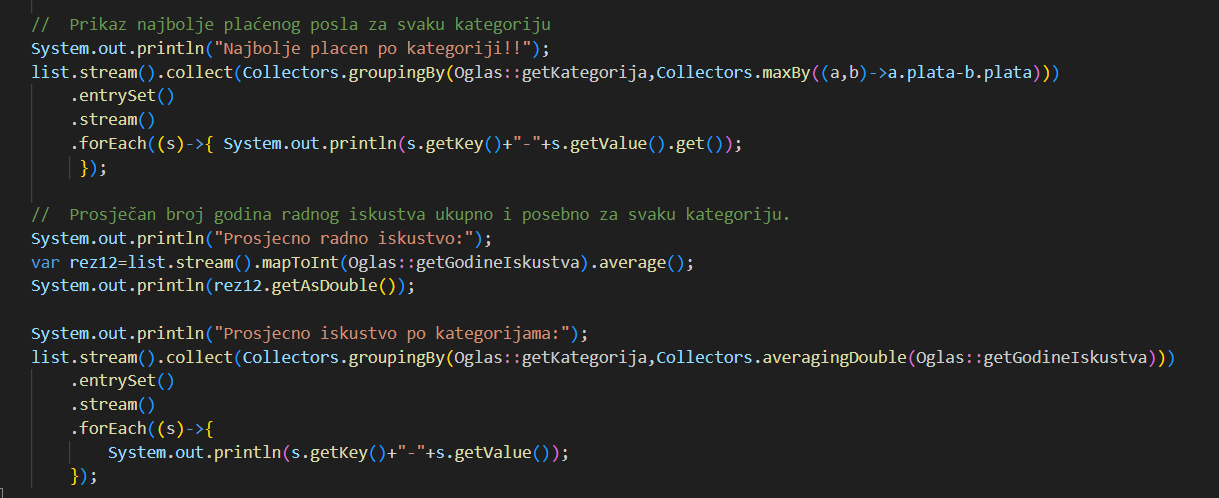 //  Prikaz najbolje plaćenog posla za svaku kategoriju
System.out.println("Najbolje placen po kategoriji!!");
list.stream().collect(Collectors.groupingBy(Oglas::getKategorija,Collectors.maxBy((a,b)->a.plata-b.plata)))
    .entrySet()
    .stream()
    .forEach((s)->{ System.out.println(s.getKey()+"-"+s.getValue().get());
     });
//  Prosječan broj godina radnog iskustva ukupno i posebno za svaku kategoriju.
System.out.println("Prosjecno radno iskustvo:");
var rez12=list.stream().mapToInt(Oglas::getGodineIskustva).average();
System.out.println(rez12.getAsDouble());
System.out.println("Prosjecno iskustvo po kategorijama:");
list.stream().collect(Collectors.groupingBy(Oglas::getKategorija,Collectors.averagingDouble(Oglas::getGodineIskustva)))
    .entrySet()
    .stream()
    .forEach((s)->{
        System.out.println(s.getKey()+"-"+s.getValue());
    });